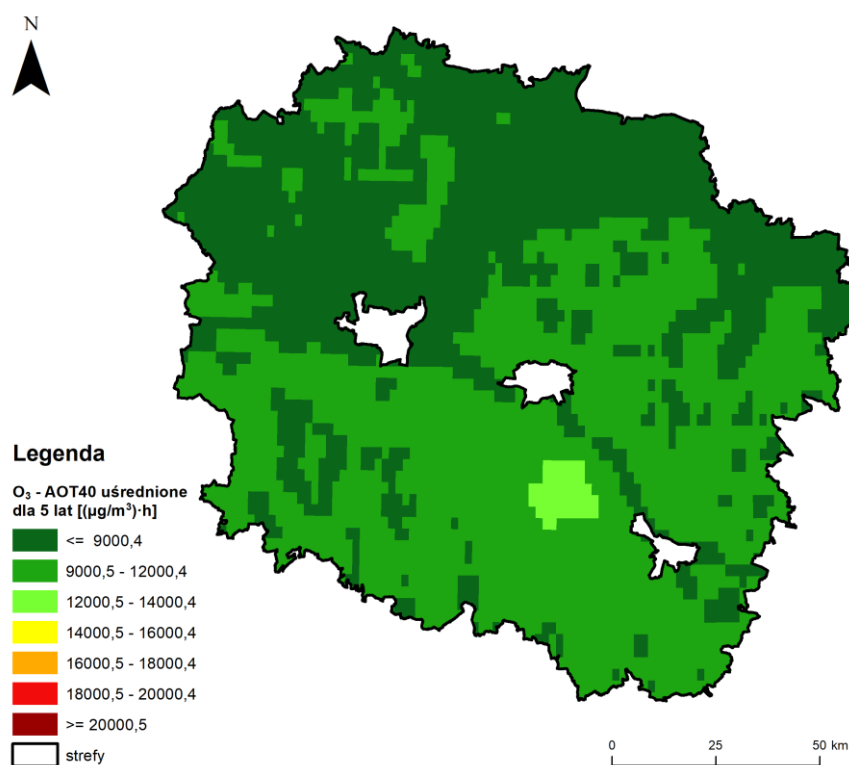 N
Legenda
O₃ - AOT40 uśrednione
dla 5 lat [(µg/m³)·h]
<= 9000,4
9000,5 - 12000,4
12000,5 - 14000,4
14000,5 - 16000,4
16000,5 - 18000,4
18000,5 - 20000,4
>= 20000,5
strefy
0 25 50 km